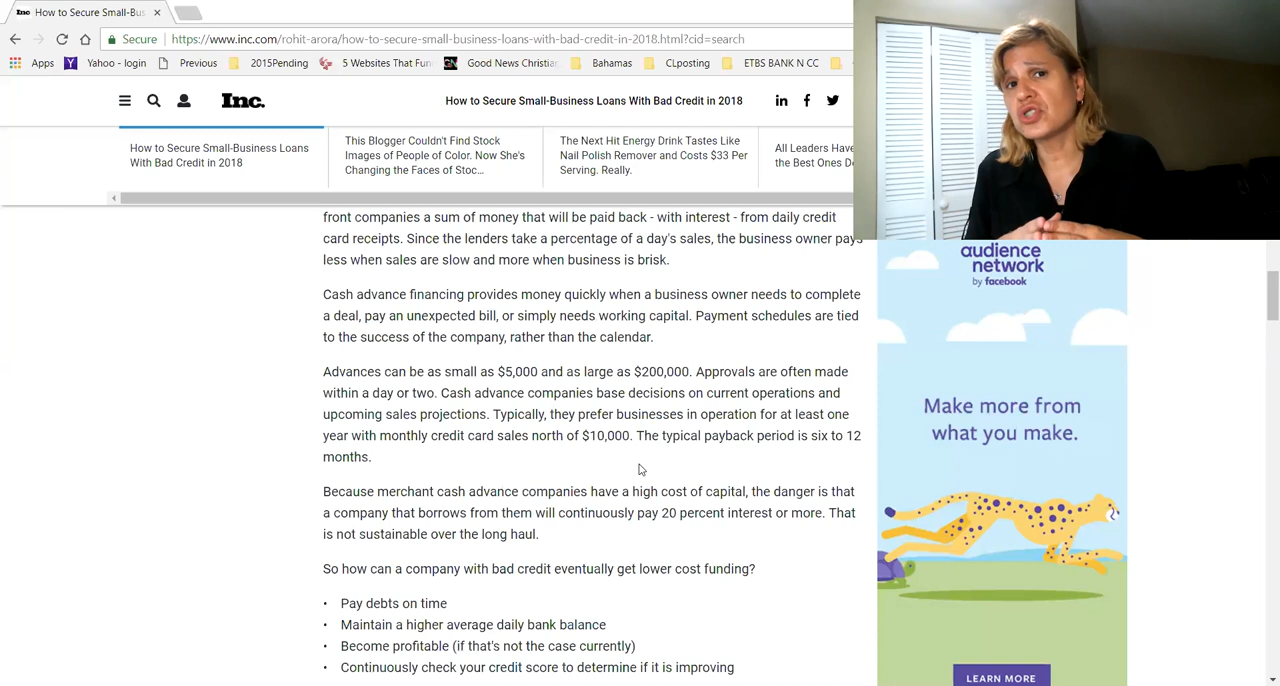 Inc How to Secure Small-Bus
Secure
www.inc.com/rohit-how-to-secure-small-business-loans-with-bad-credit-in-2018.html?cid=search
Apps Yahoo - login 5 Websites That Bahamas CLposting ETBS BANK N CC
Inc. How to Secure Small-Business Loans With Bad Credit in 2018 in f
How to Secure Small-Business Loans
With Bad Credit in 2018
This Blogger Couldn't Find Stock
Images of People of Color. Now She's
Changing the Faces of Stoc...
The Next Hit Energy Drink Tastes Like
Nail Polish Remover and Costs $33 Per
Serving. Really.
All Leaders Have
the Best Ones
front companies a sum of money that will be paid back - with interest - from daily credit
card receipts. Since the lenders take a percentage of a day's sales, the business owner pays
less when sales are slow and more when business is brisk.
Cash advance financing provides money quickly when a business owner needs to complete
a deal, pay an unexpected bill, or simply needs working capital. Payment schedules are tied
to the success of the company, rather than the calendar.
Advances can be as small as $5,000 and as large as $200,000. Approvals are often made
within a day or two. Cash advance companies base decisions on current operations and
upcoming sales projections. Typically, they prefer businesses in operation for at least one
year with monthly credit card sales north of $10,000. The typical payback period is six to 12
months.
Because merchant cash advance companies have a high cost of capital, the danger is that
a company that borrows from them will continuously pay 20 percent interest or more. That
is not sustainable over the long haul.
So how can a company with bad credit eventually get lower cost funding?
• Pay debts on time
• Maintain a higher average daily bank balance
• Become profitable (if that's not the case currently)
• Continuously check your credit score to determine if it is improving
audience
network
by facebook
Make more from
what you make.
LEARN MORE